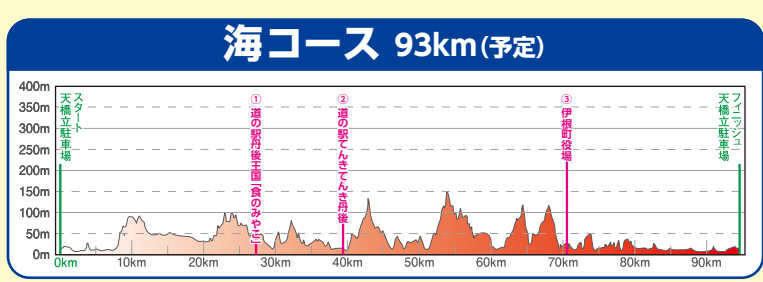 海コース 93km(予定)
400m
350m
300m
250m
200m
150m
100m
50m
0m
スタート
天橋立駐車場
① 道の駅丹後王国「食のみやこ」
② 道の駅てんきてんき丹後
③ 伊根町役場
フィニッシュ
天橋立駐車場
0km 10km 20km 30km 40km 50km 60km 70km 80km 90km